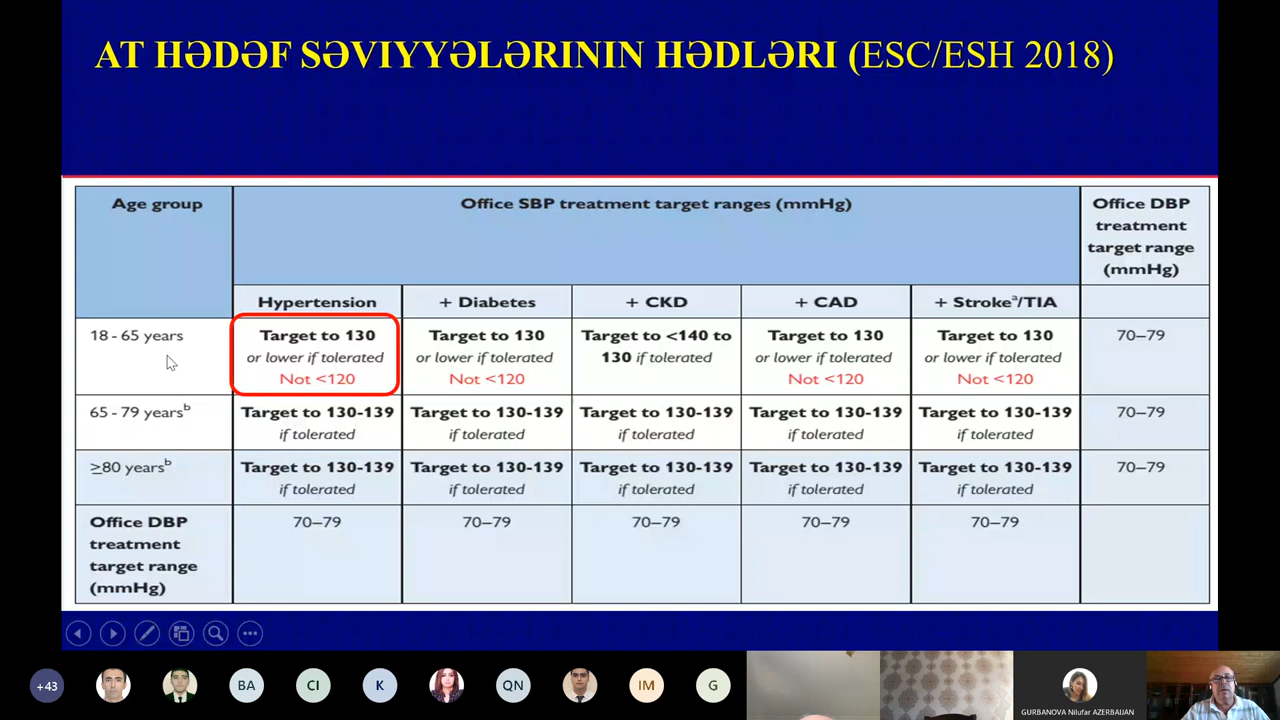 AT HƏDƏF SƏVIYYƏLƏRININ HƏDLƏRI (ESC/ESH 2018)
Age group
Office SBP treatment target ranges (mmHg)
Office DBP
treatment
target range
(mmHg)
Hypertension
+ Diabetes
+ CKD
+ CAD
+ Strokeᵃ/TIA
18 - 65 years
Target to 130
or lower if tolerated
Not <120
Target to 130
or lower if tolerated
Not <120
Target to <140 to
130 if tolerated
Target to 130
or lower if tolerated
Not <120
Target to 130
or lower if tolerated
Not <120
70–79
65 - 79 yearsᵇ
Target to 130-139
if tolerated
Target to 130-139
if tolerated
Target to 130-139
if tolerated
Target to 130-139
if tolerated
Target to 130-139
if tolerated
70–79
≥80 yearsᵇ
Target to 130-139
if tolerated
Target to 130-139
if tolerated
Target to 130-139
if tolerated
Target to 130-139
if tolerated
Target to 130-139
if tolerated
70–79
Office DBP
treatment
target range
(mmHg)
70–79
70–79
70–79
70–79
70–79
+43
BA
CI
K
QN
IM
G
GURBANOVA Nilufar AZERBAIJAN